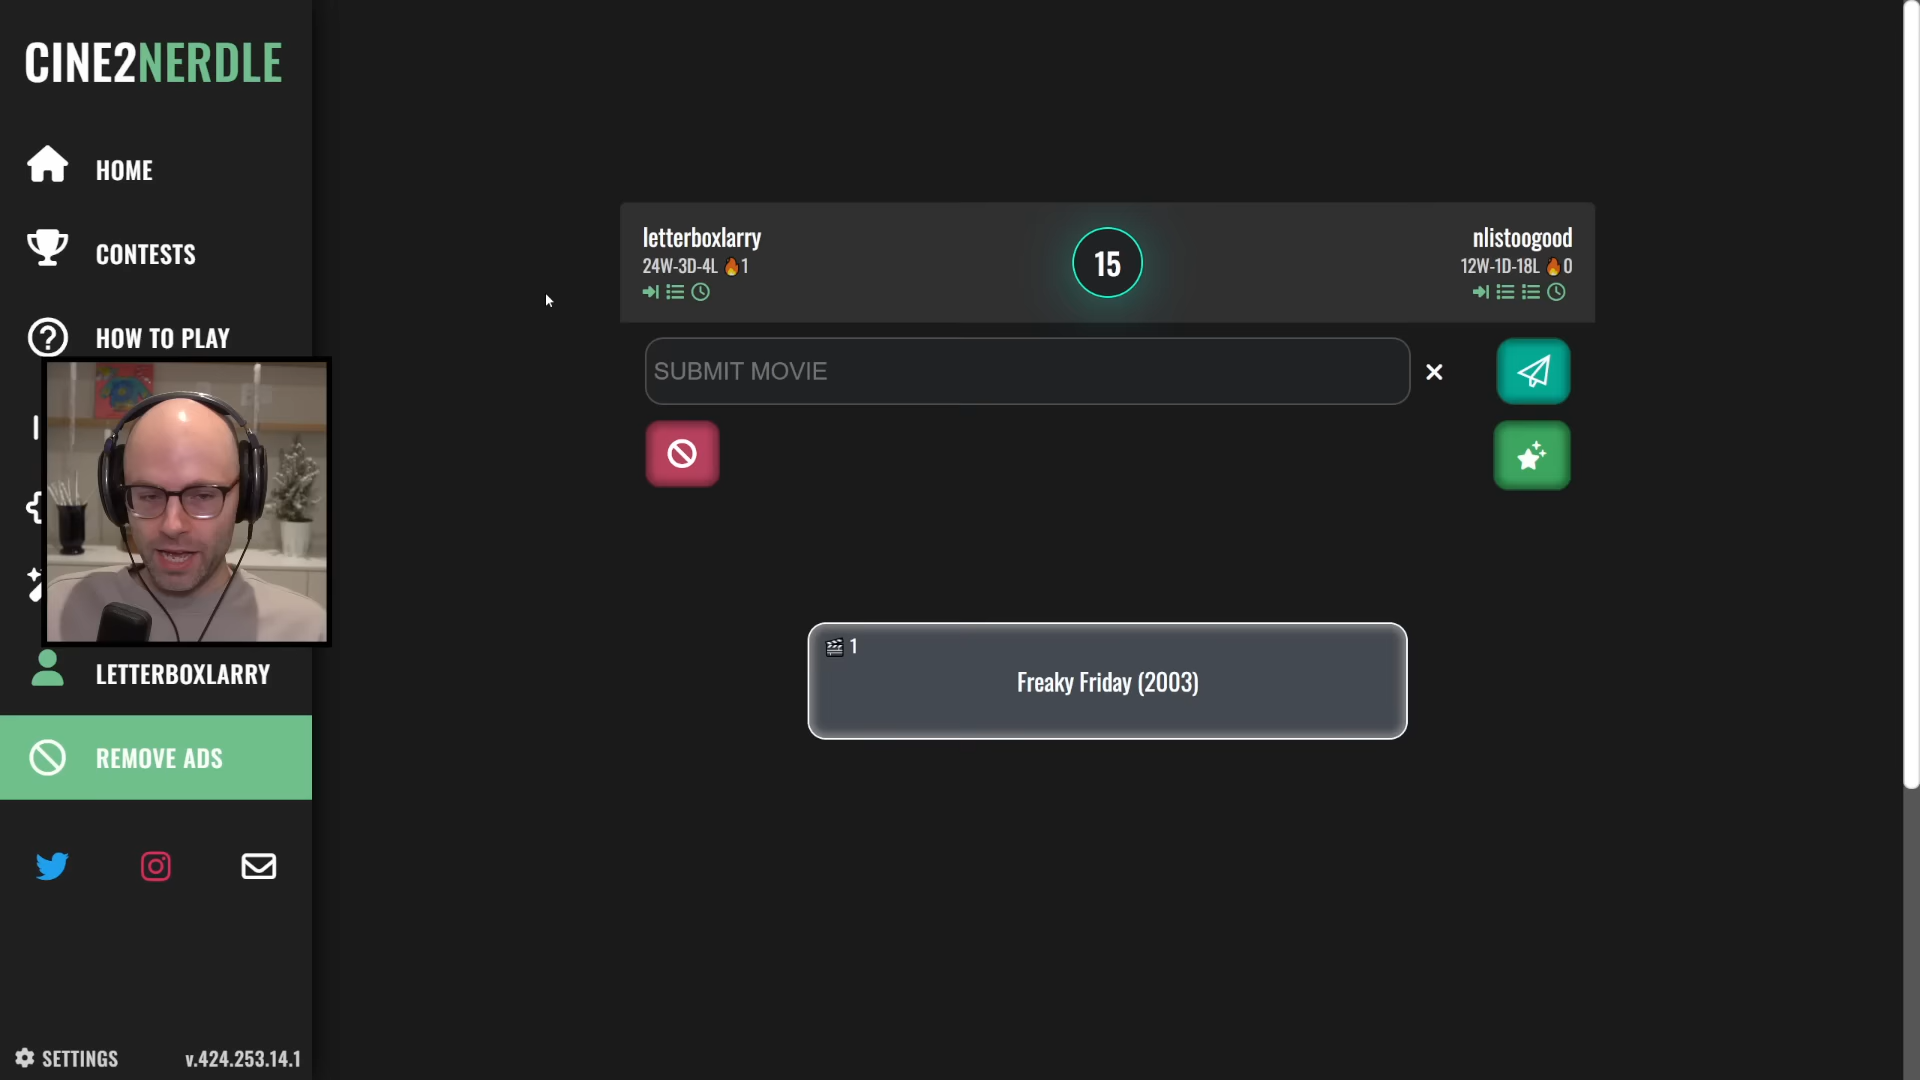 CINE2NERDLE
HOME
CONTESTS
HOW TO PLAY
LETTERBOXLARRY
REMOVE ADS
SETTINGS
v.424.253.14.1
letterboxlarry
24W-3D-4L 🔥1
15
nlistoogood
12W-1D-18L 🔥0
SUBMIT MOVIE
1
Freaky Friday (2003)